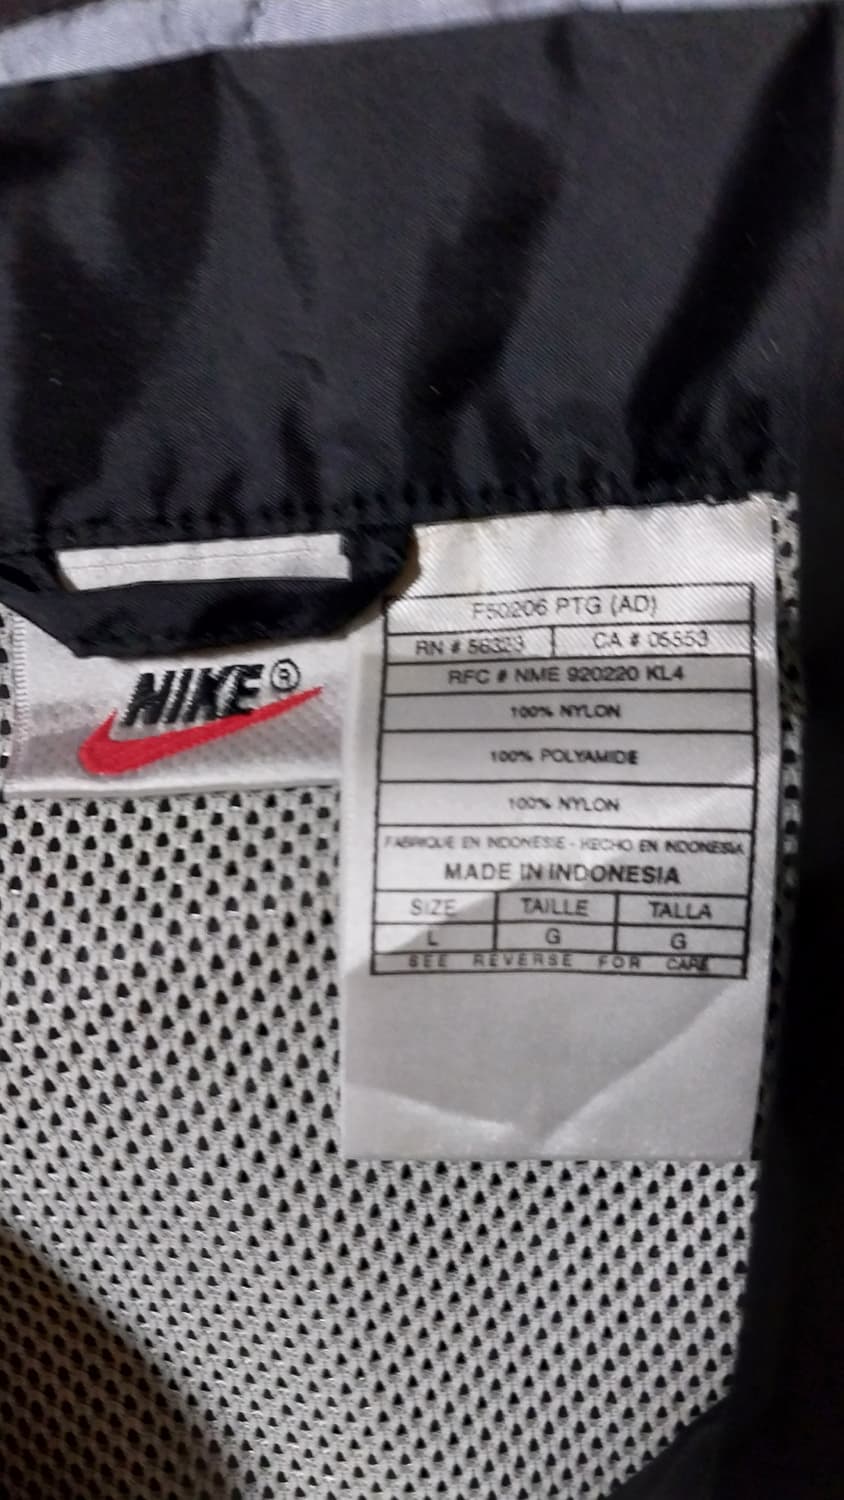 NIKE®
F50206 PTG (AD)
RN # 56323 CA # 05553
RFC # NME 920220 KL4
100% NYLON
100% POLYAMIDE
100% NYLON
FABRIQUE EN INDONESIE - HECHO EN INDONESIA
MADE IN INDONESIA
SIZE TAILLE TALLA
L G G
SEE REVERSE FOR CARE